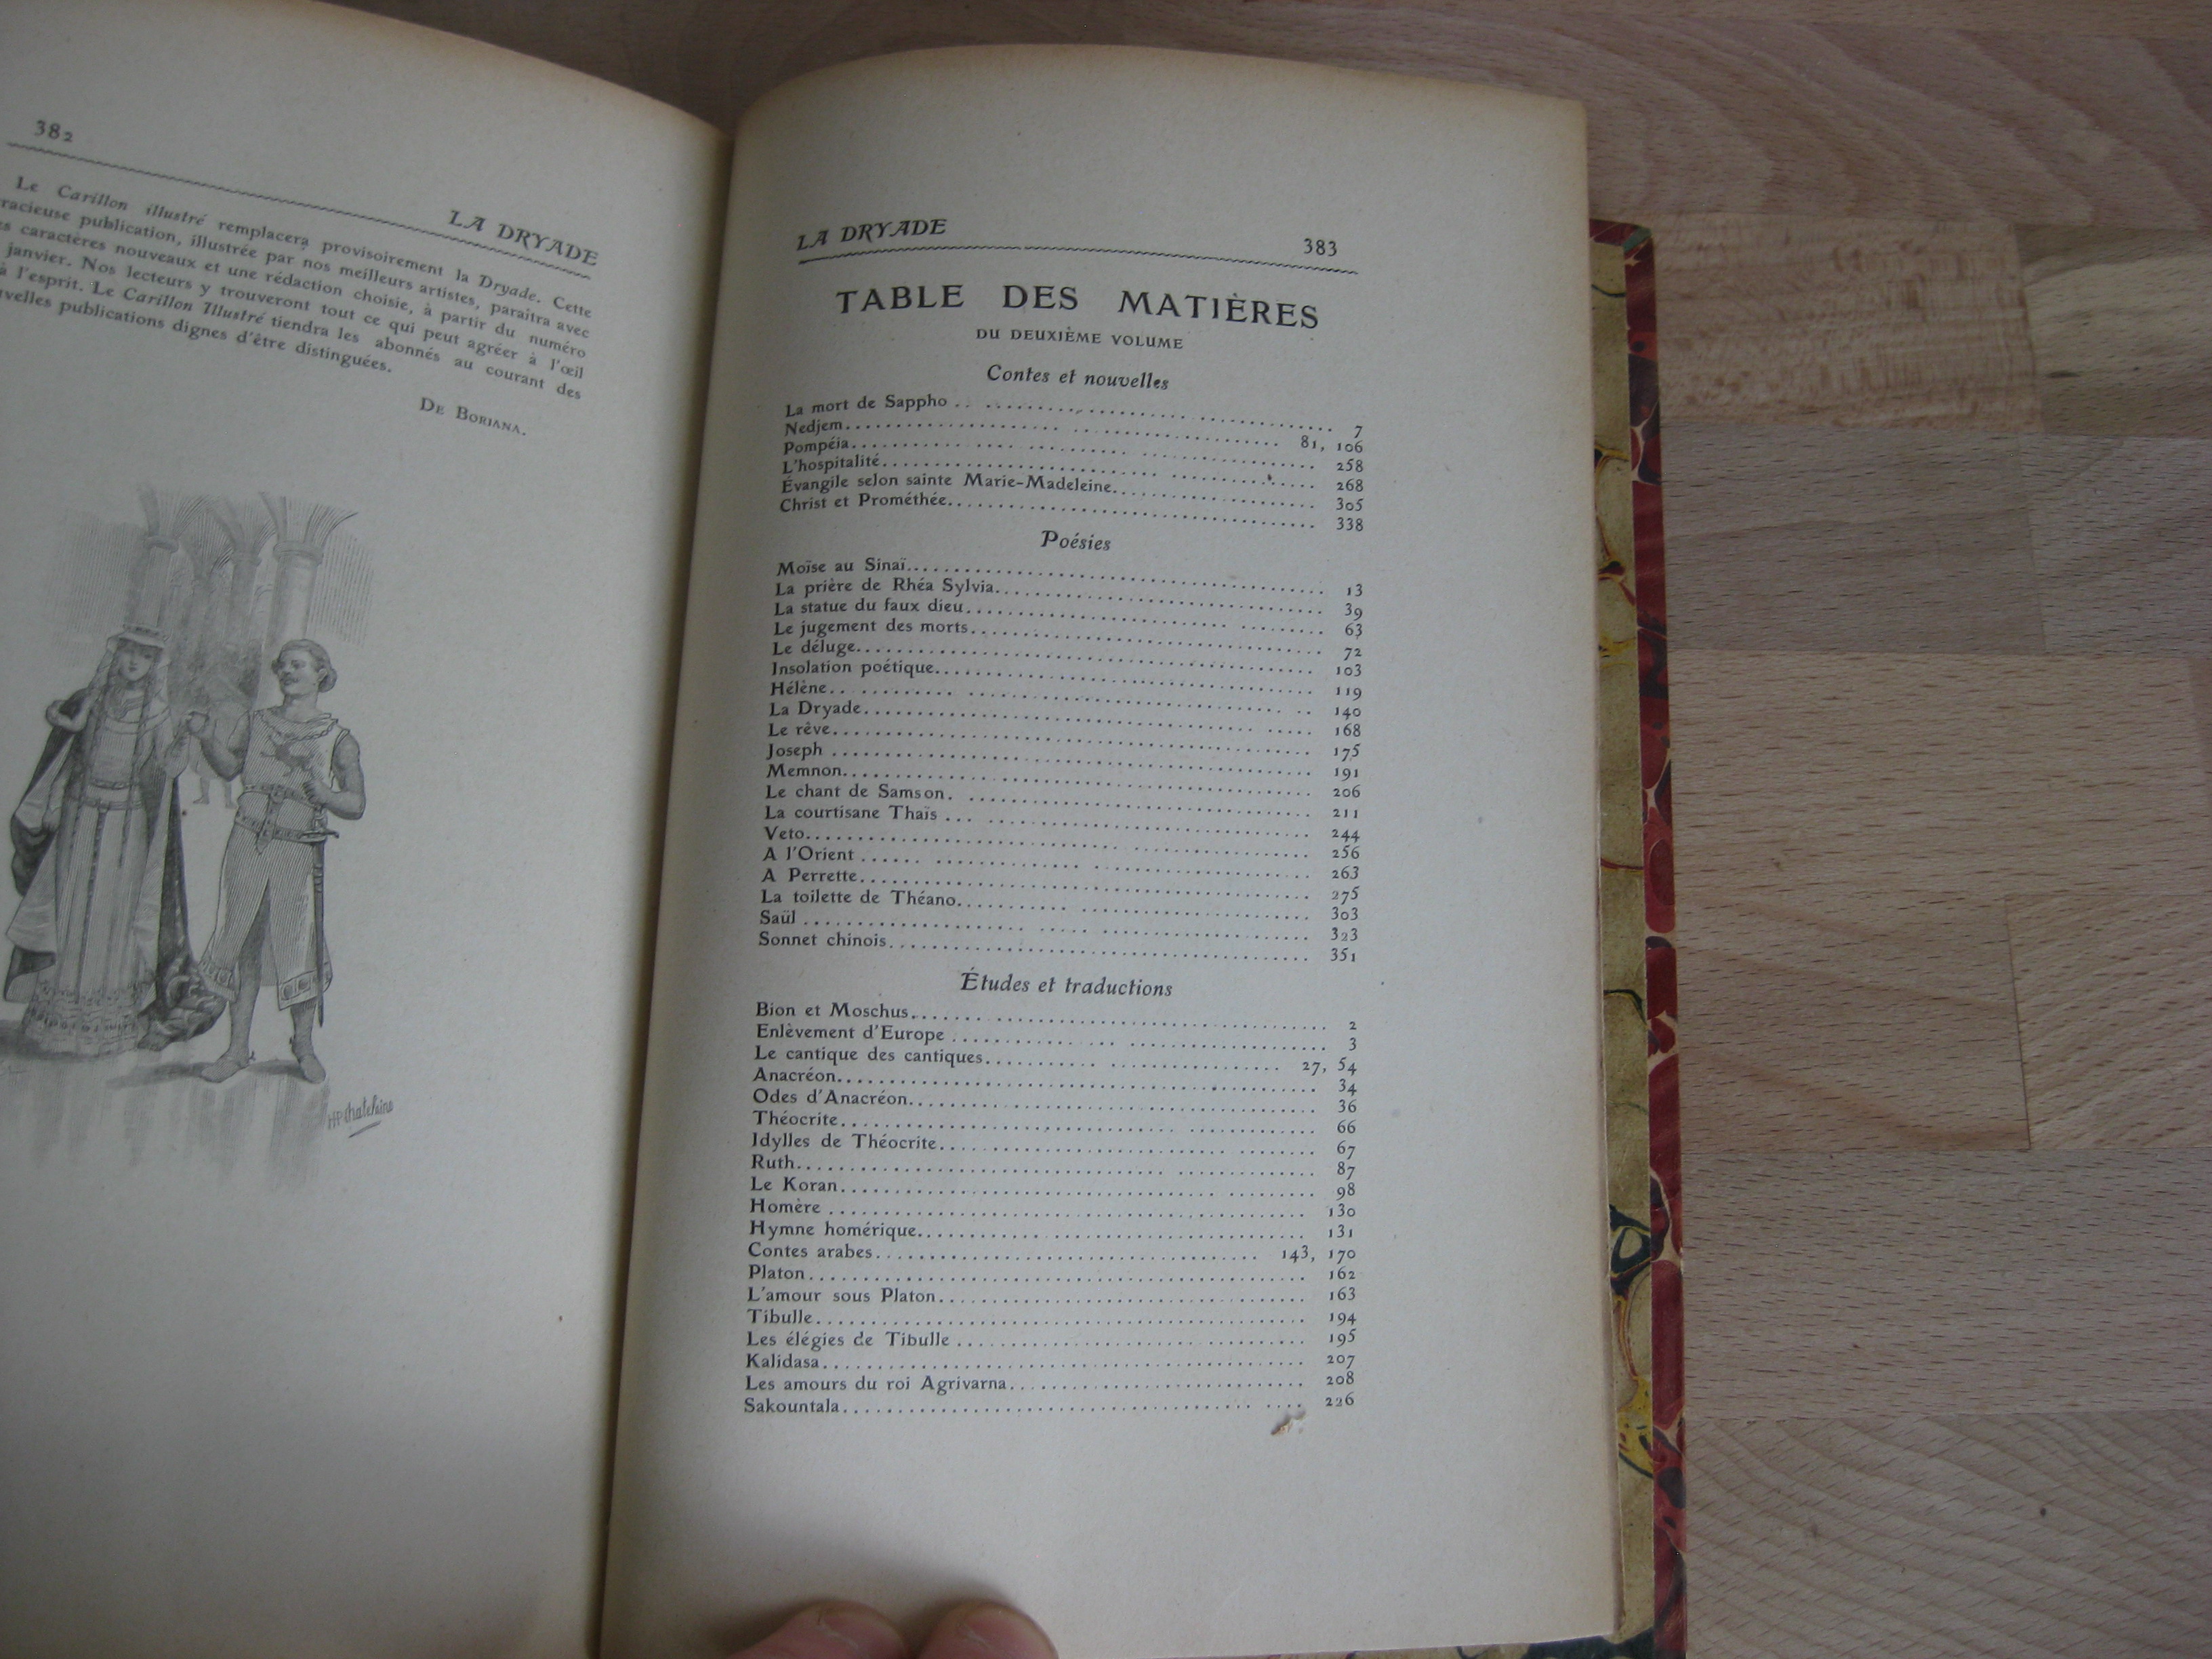 382
LA DRYADE
Le Carillon illustré remplacera provisoirement la Dryade. Cette
racieuse publication, illustrée par nos meilleurs artistes, paraîtra avec
es caractères nouveaux et une rédaction choisie, à partir du numéro
janvier. Nos lecteurs y trouveront tout ce qui peut agréer à l'œil
à l'esprit. Le Carillon Illustré tiendra les abonnés au courant des
uvelles publications dignes d'être distinguées.
DE BORIANA.
HPChatelaine
LA DRYADE 383
TABLE DES MATIÈRES
DU DEUXIÈME VOLUME
Contes et nouvelles
La mort de Sappho 7
Nedjem 81, 106
Pompéia 258
L'hospitalité 268
Évangile selon sainte Marie-Madeleine 305
Christ et Prométhée 338
Poésies
Moïse au Sinaï 13
La prière de Rhéa Sylvia 39
La statue du faux dieu 63
Le jugement des morts 72
Le déluge 103
Insolation poétique 119
Hélène 140
La Dryade 168
Le rêve 175
Joseph 191
Memnon 206
Le chant de Samson 211
La courtisane Thaïs 244
Veto 256
A l'Orient 263
A Perrette 275
La toilette de Théano 303
Saül 323
Sonnet chinois 351
Études et traductions
Bion et Moschus 2
Enlèvement d'Europe 3
Le cantique des cantiques 27, 54
Anacréon 34
Odes d'Anacréon 36
Théocrite 66
Idylles de Théocrite 67
Ruth 87
Le Koran 98
Homère 130
Hymne homérique 131
Contes arabes 143, 170
Platon 162
L'amour sous Platon 163
Tibulle 194
Les élégies de Tibulle 195
Kalidasa 207
Les amours du roi Agrivarna 208
Sakountala 226